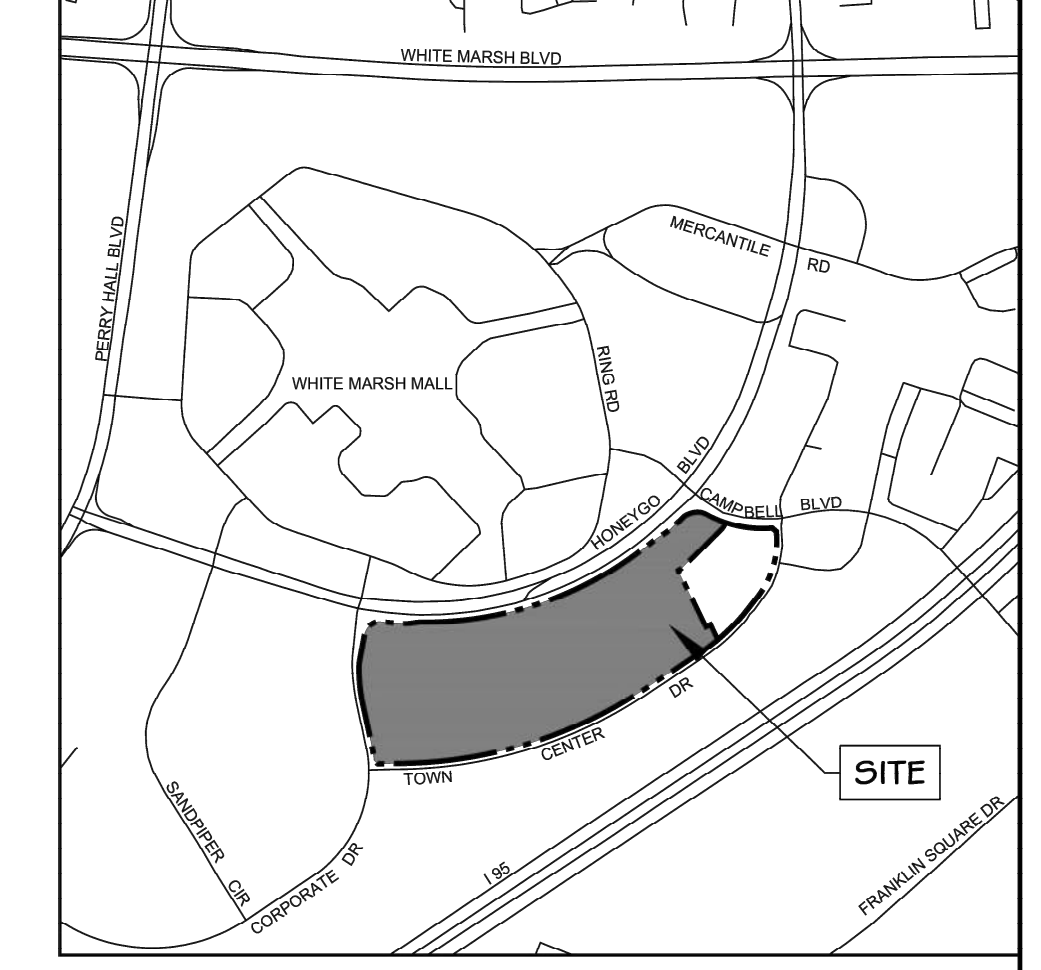 WHITE MARSH BLVD
PERRY HALL BLVD
MERCANTILE RD
WHITE MARSH MALL
RING RD
HONEYGO BLVD
CAMPBELL BLVD
TOWN CENTER DR
SITE
SANDPIPER CIR
CORPORATE DR
I 95
FRANKLIN SQUARE DR